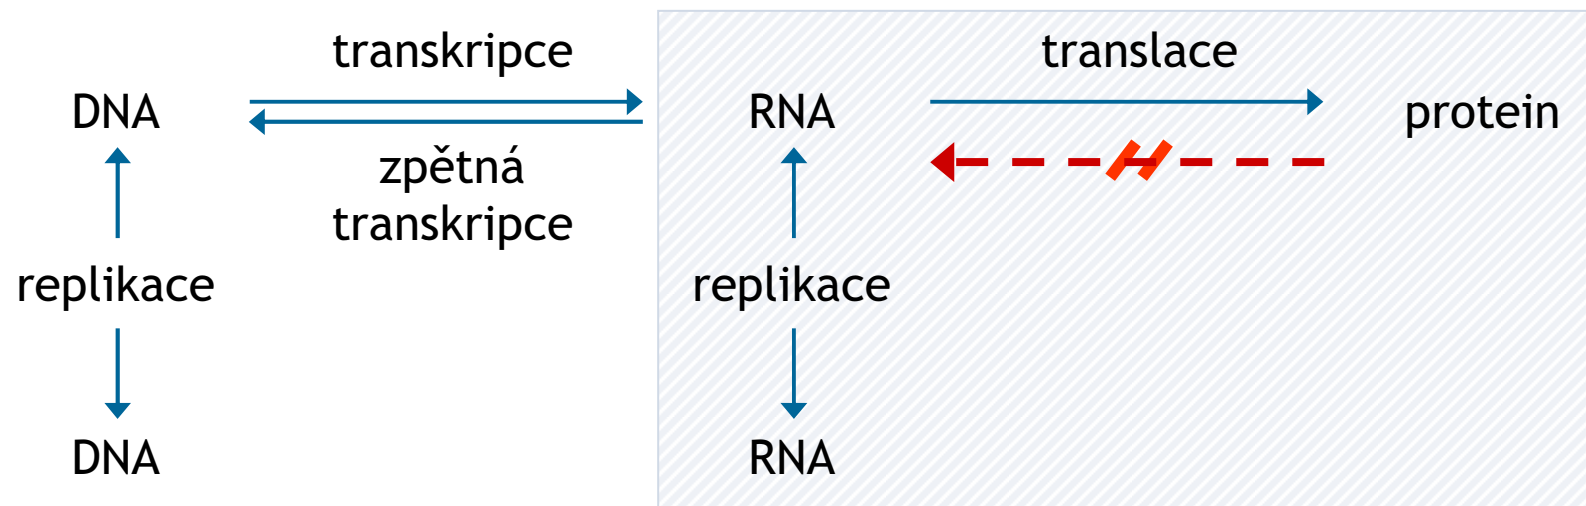 transkripce
translace
DNA
RNA
protein
zpětná
transkripce
replikace
replikace
DNA
RNA